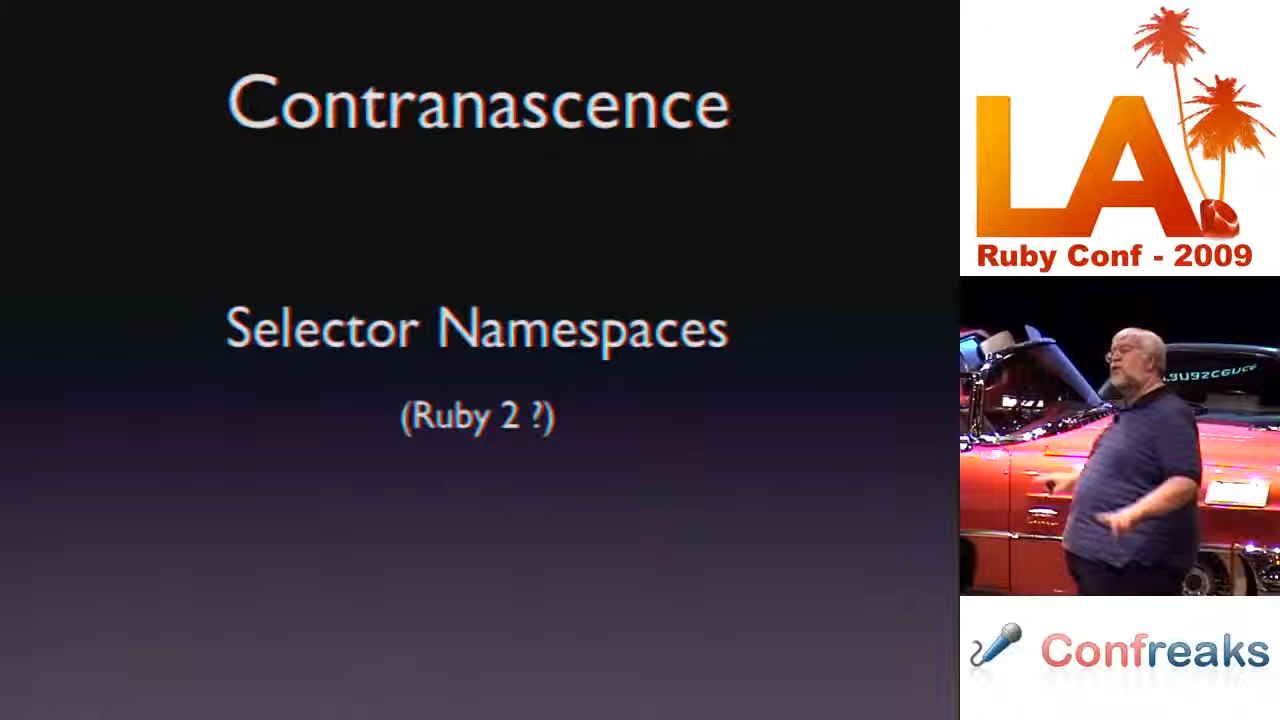 Contranascence
Selector Namespaces
(Ruby 2 ?)
LA
Ruby Conf - 2009
Confreaks